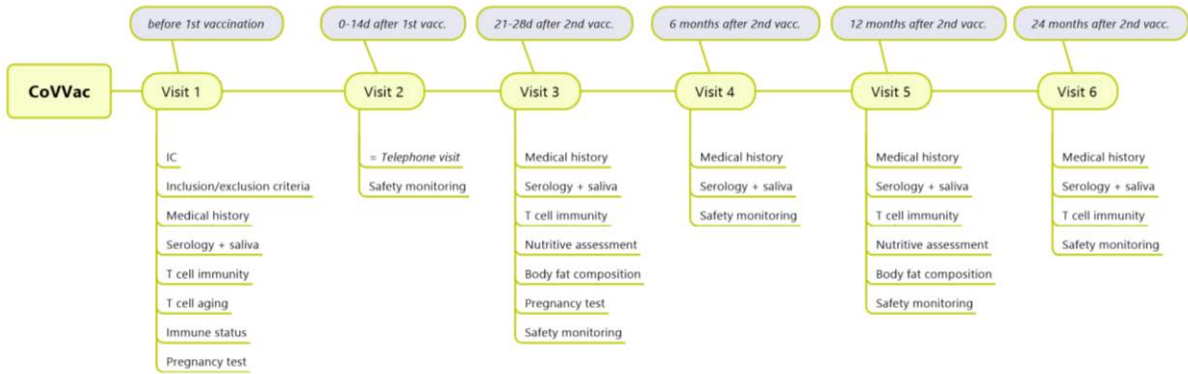 before 1st vaccination
0-14d after 1st vacc.
21-28d after 2nd vacc.
6 months after 2nd vacc.
12 months after 2nd vacc.
24 months after 2nd vacc.
CoVVac
Visit 1
Visit 2
Visit 3
Visit 4
Visit 5
Visit 6
IC
Inclusion/exclusion criteria
Medical history
Serology + saliva
T cell immunity
T cell aging
Immune status
Pregnancy test
= Telephone visit
Safety monitoring
Medical history
Serology + saliva
T cell immunity
Nutritive assessment
Body fat composition
Pregnancy test
Safety monitoring
Medical history
Serology + saliva
Safety monitoring
Medical history
Serology + saliva
T cell immunity
Nutritive assessment
Body fat composition
Safety monitoring
Medical history
Serology + saliva
T cell immunity
Safety monitoring